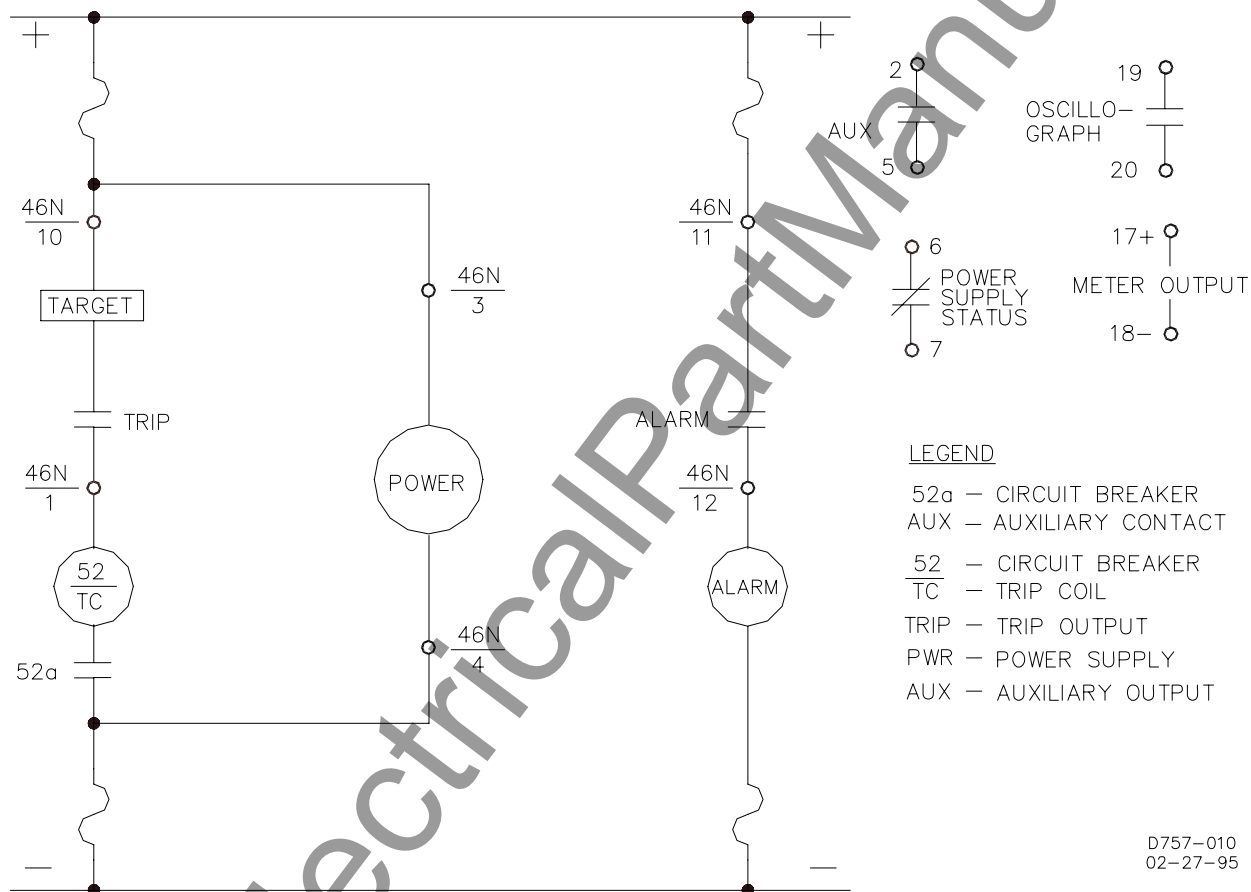 +
+
46N
10
TARGET
TRIP
46N
1
52
TC
52a
—
46N
3
POWER
46N
4
46N
11
ALARM
46N
12
ALARM
—
2
AUX
5
19
OSCILLO-
GRAPH
20
6
POWER
SUPPLY
STATUS
7
17+
METER OUTPUT
18-
LEGEND
52a — CIRCUIT BREAKER
AUX — AUXILIARY CONTACT
52 — CIRCUIT BREAKER
TC — TRIP COIL
TRIP — TRIP OUTPUT
PWR — POWER SUPPLY
AUX — AUXILIARY OUTPUT
D757-010
02-27-95
lectricalPartManu